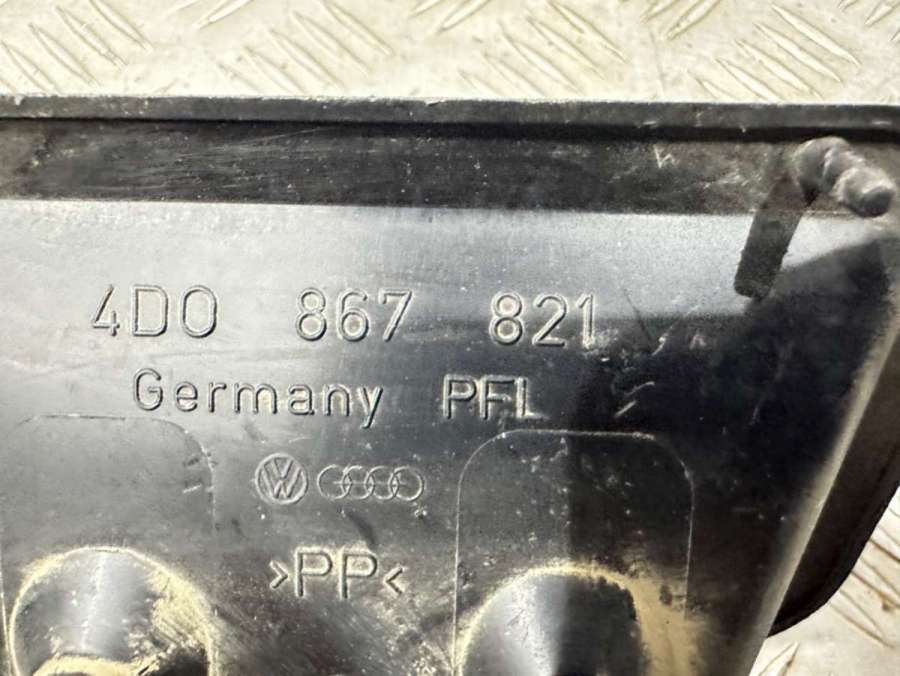 4D0 867 821
Germany PFL
>PP<